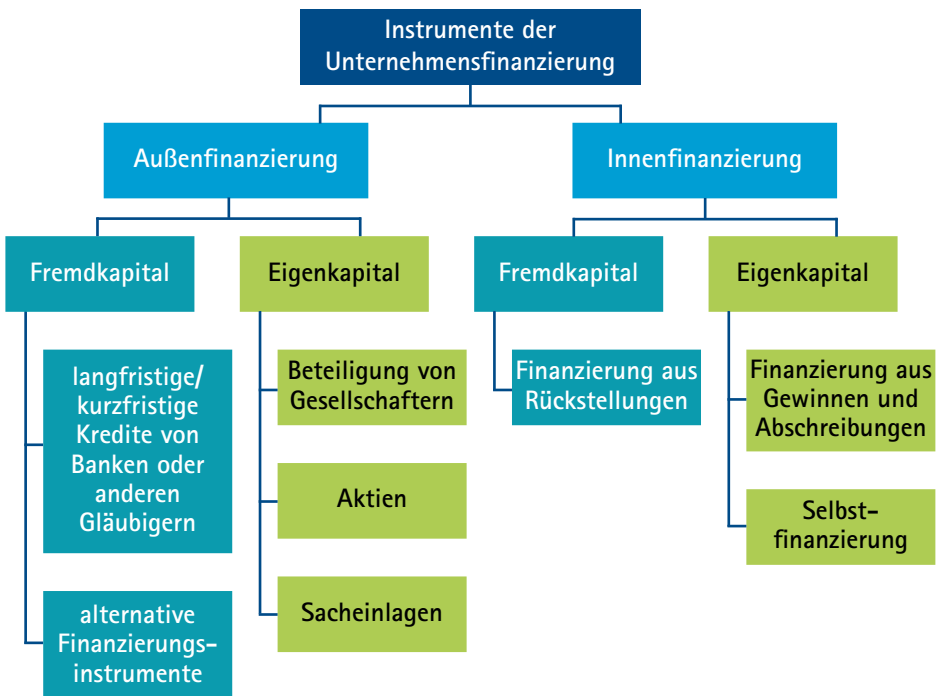 Instrumente der
Unternehmensfinanzierung
Außenfinanzierung
Innenfinanzierung
Fremdkapital
Eigenkapital
Fremdkapital
Eigenkapital
langfristige/
kurzfristige
Kredite von
Banken oder
anderen
Gläubigern
alternative
Finanzierungs-
instrumente
Beteiligung von
Gesellschaftern
Aktien
Sacheinlagen
Finanzierung aus
Rückstellungen
Finanzierung aus
Gewinnen und
Abschreibungen
Selbst-
finanzierung